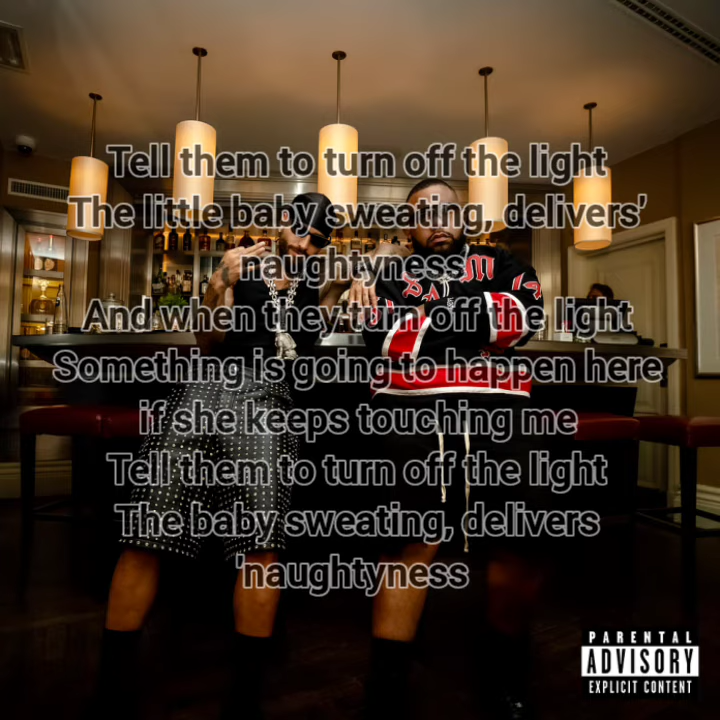 Tell them to turn off the light
The little baby sweating, delivers'
naughtyness
And when they turn off the light
Something is going to happen here
if she keeps touching me
Tell them to turn off the light
The baby sweating, delivers
'naughtyness
PARENTAL
ADVISORY
EXPLICIT CONTENT